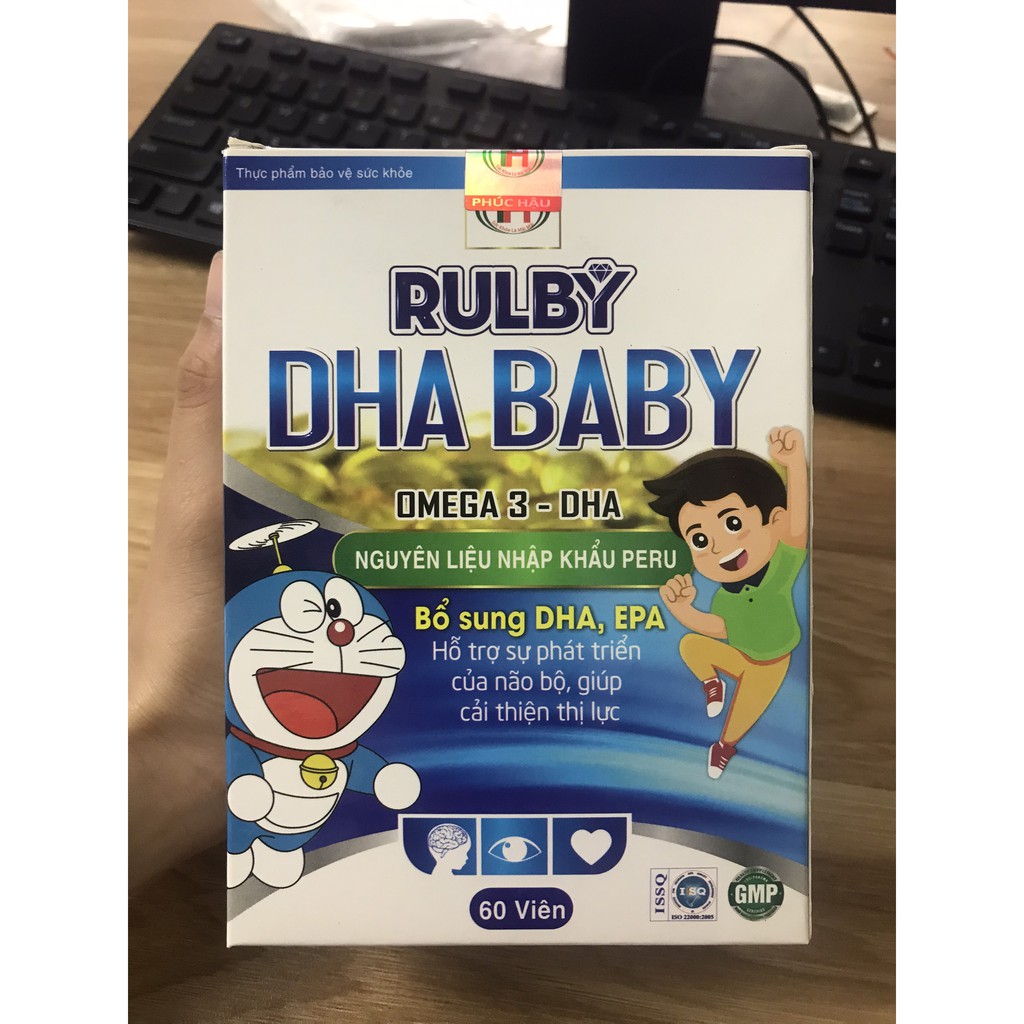 Thực phẩm bảo vệ sức khỏe
PHÚC HẬU
RULBY
DHA BABY
OMEGA 3 - DHA
NGUYÊN LIỆU NHẬP KHẨU PERU
Bổ sung DHA, EPA
Hỗ trợ sự phát triển
của não bộ, giúp
cải thiện thị lực
60 Viên
ISSQ
ISSQ
ISO 22000:2005
GMP